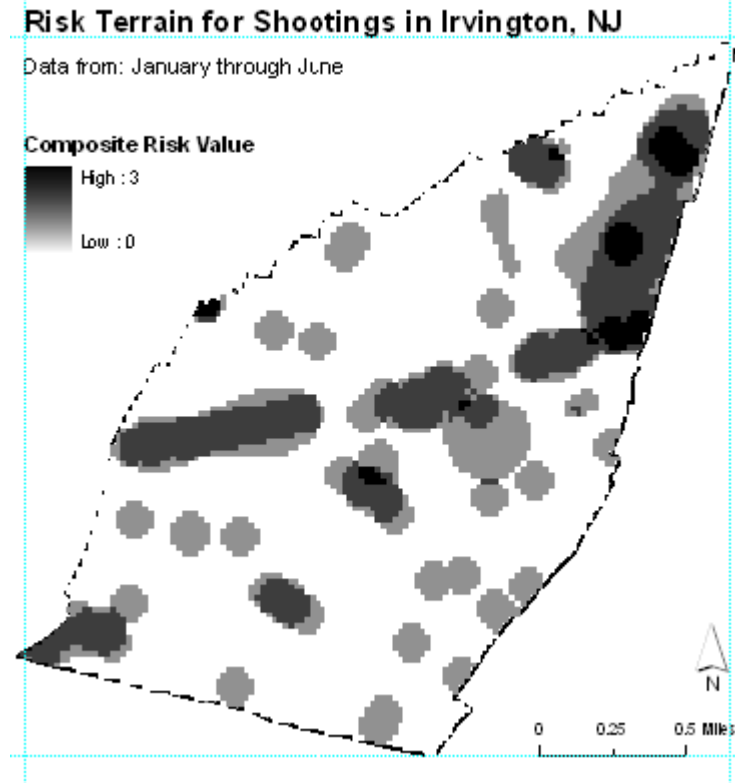 Risk Terrain for Shootings in Irvington, NJ
Data from: January through June
Composite Risk Value
High : 3
Low : 0
N
0 0.25 0.5 Miles